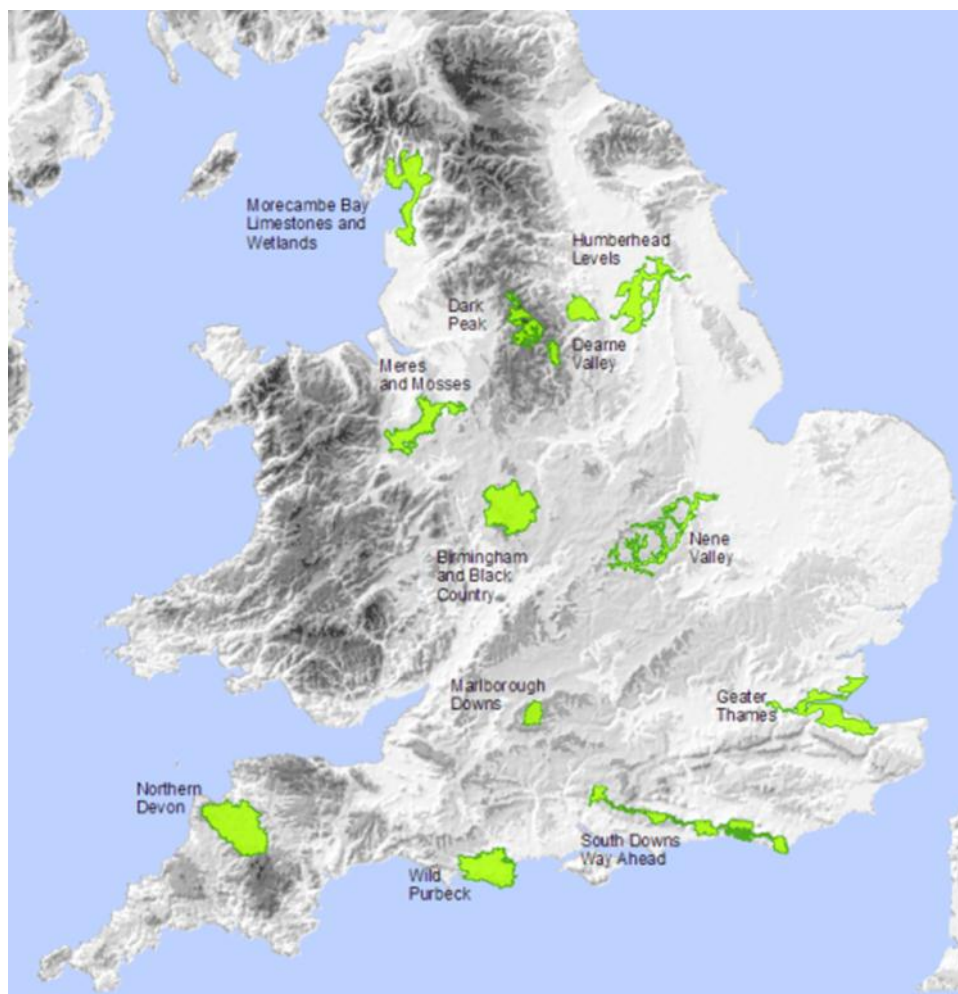 Morecambe Bay
Limestones and
Wetlands
Humberhead
Levels
Dark
Peak
Dearne
Valley
Meres
and Mosses
Birmingham
and Black
Country
Nene
Valley
Marlborough
Downs
Geater
Thames
Northern
Devon
South Downs
Way Ahead
Wild
Purbeck